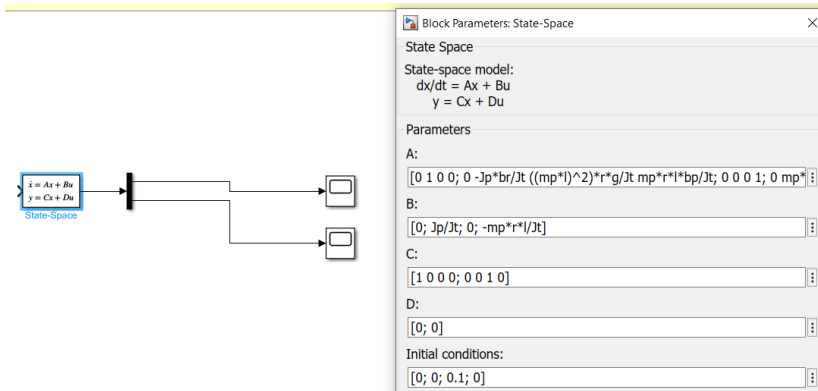 Block Parameters: State-Space
State Space
State-space model:
dx/dt = Ax + Bu
y = Cx + Du
Parameters
A:
[0 1 0 0; 0 -Jp*br/Jt ((mp*l)^2)*r*g/Jt mp*r*l*bp/Jt; 0 0 0 1; 0 mp*
B:
[0; Jp/Jt; 0; -mp*r*l/Jt]
C:
[1 0 0 0; 0 0 1 0]
D:
[0; 0]
Initial conditions:
[0; 0; 0.1; 0]
ẋ = Ax + Bu
y = Cx + Du
State-Space